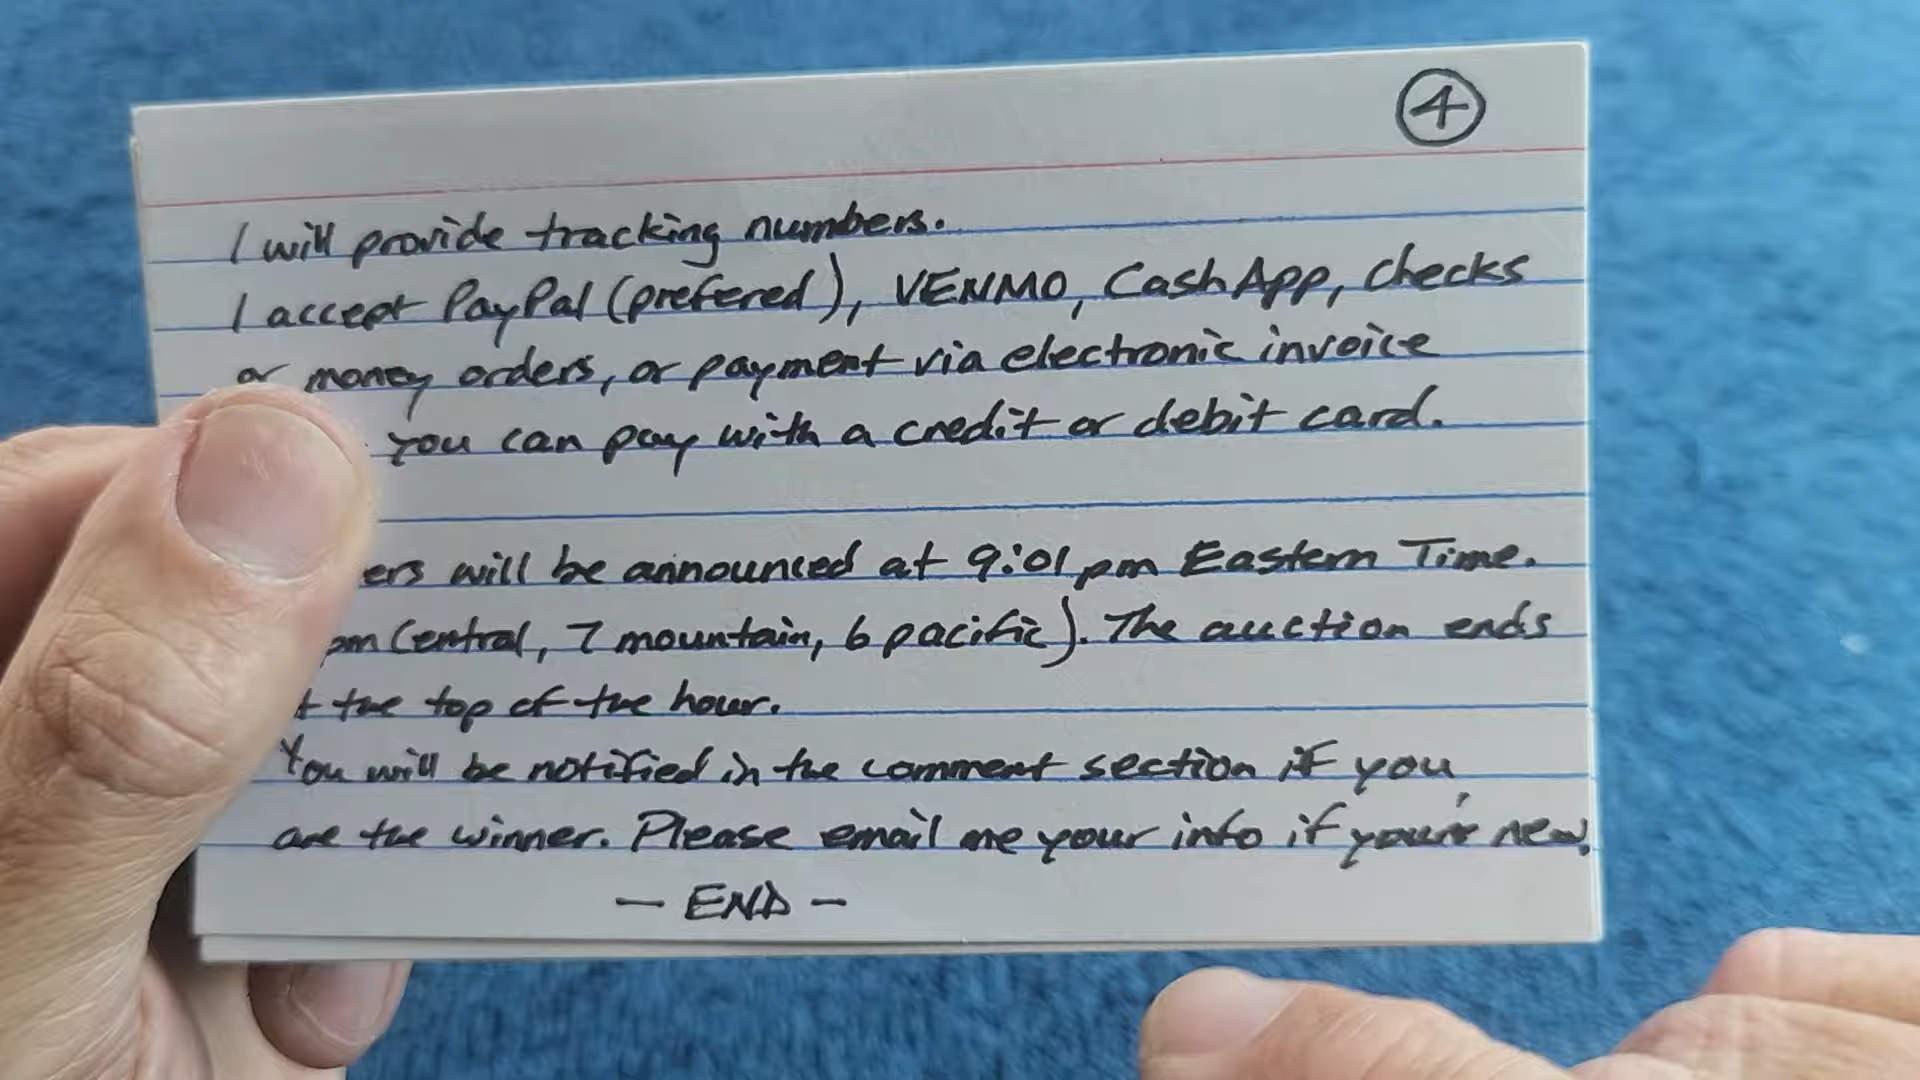 4
I will provide tracking numbers.
I accept PayPal (prefered), VENMO, Cash App, checks
or money orders, or payment via electronic invoice
you can pay with a credit or debit card.
ers will be announced at 9:01 pm Eastern Time.
pm Central, 7 mountain, 6 pacific). The auction ends
t the top of the hour.
You will be notified in the comment section if you
are the winner. Please email me your info if you're new.
— END —